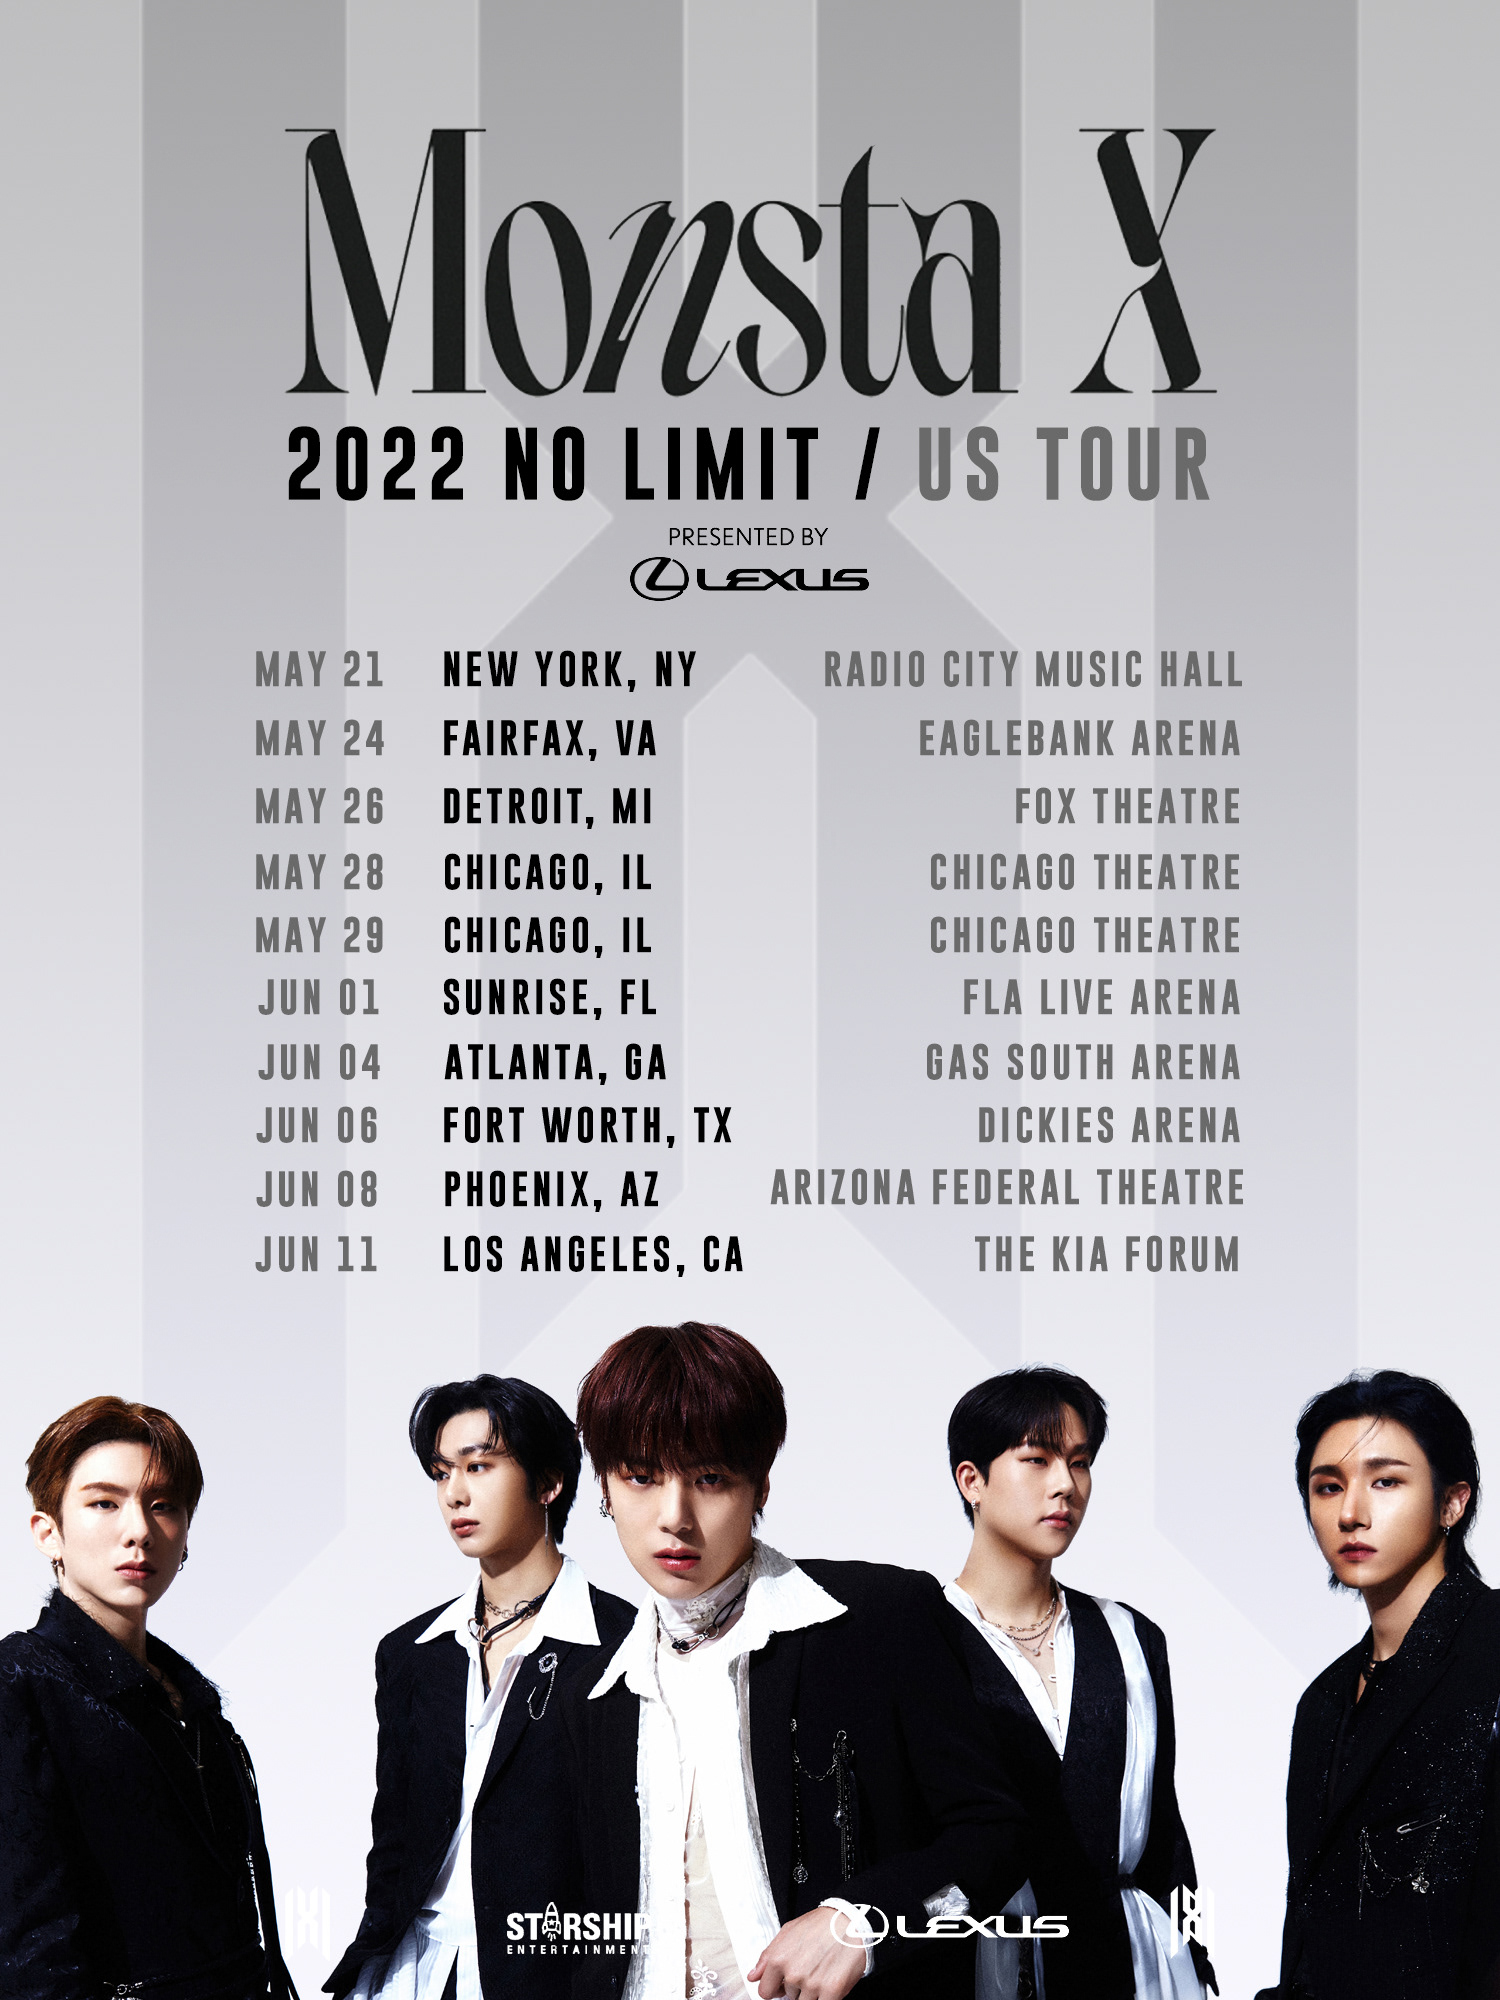 Monsta X
2022 NO LIMIT / US TOUR
PRESENTED BY
LEXUS
MAY 21 NEW YORK, NY RADIO CITY MUSIC HALL
MAY 24 FAIRFAX, VA EAGLEBANK ARENA
MAY 26 DETROIT, MI FOX THEATRE
MAY 28 CHICAGO, IL CHICAGO THEATRE
MAY 29 CHICAGO, IL CHICAGO THEATRE
JUN 01 SUNRISE, FL FLA LIVE ARENA
JUN 04 ATLANTA, GA GAS SOUTH ARENA
JUN 06 FORT WORTH, TX DICKIES ARENA
JUN 08 PHOENIX, AZ ARIZONA FEDERAL THEATRE
JUN 11 LOS ANGELES, CA THE KIA FORUM
STARSHIP LEXUS
ENTERTAINMENT